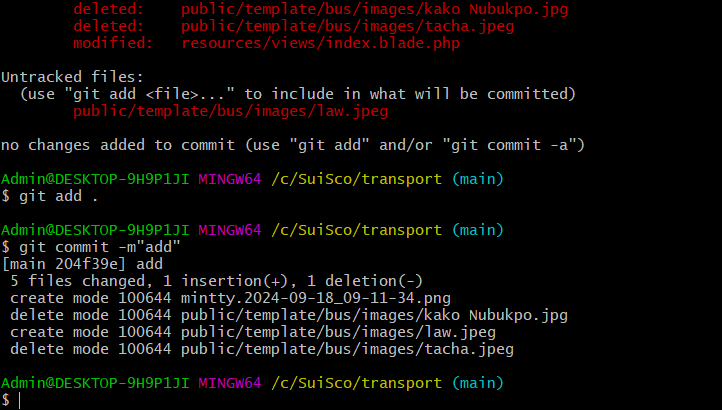 deleted:    public/template/bus/images/kako Nubukpo.jpg
deleted:    public/template/bus/images/tacha.jpeg
modified:   resources/views/index.blade.php
Untracked files:
(use "git add <file>..." to include in what will be committed)
public/template/bus/images/law.jpeg
no changes added to commit (use "git add" and/or "git commit -a")
Admin@DESKTOP-9H9P1JI MINGW64 /c/SuiSco/transport (main)
$ git add .
Admin@DESKTOP-9H9P1JI MINGW64 /c/SuiSco/transport (main)
$ git commit -m"add"
[main 204f39e] add
5 files changed, 1 insertion(+), 1 deletion(-)
create mode 100644 mintty.2024-09-18_09-11-34.png
delete mode 100644 public/template/bus/images/kako Nubukpo.jpg
create mode 100644 public/template/bus/images/law.jpeg
delete mode 100644 public/template/bus/images/tacha.jpeg
Admin@DESKTOP-9H9P1JI MINGW64 /c/SuiSco/transport (main)
$